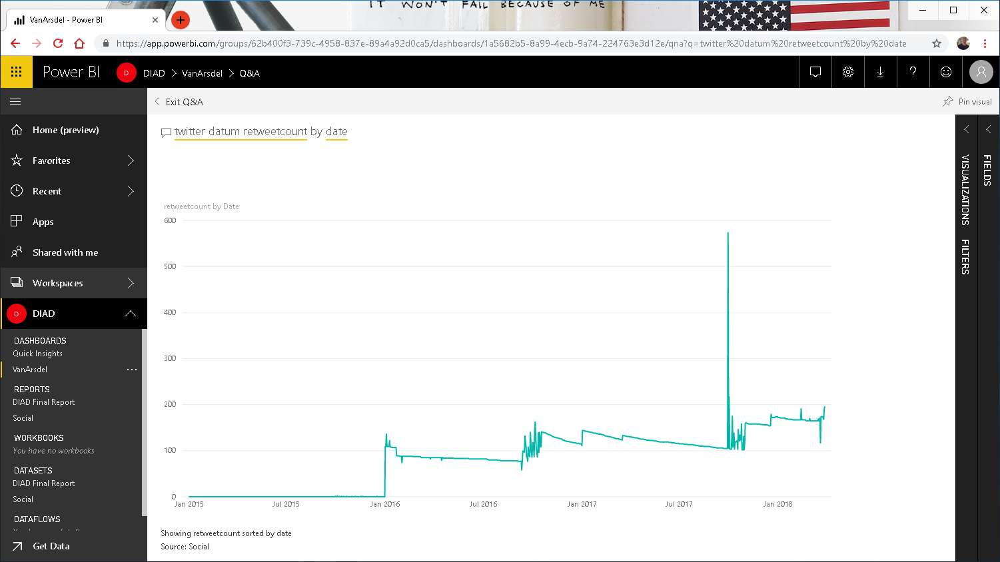 IT WON'T FAIL BECAUSE OF ME
VanArsdel - Power BI
https://app.powerbi.com/groups/62b400f3-739c-4958-837e-89a4a92d0ca5/dashboards/1a5682b5-8a99-4ecb-9a74-224763e3d12e/qna?q=twitter%20datum%20retweetcount%20by%20date
Power BI
D
DIAD > VanArsdel > Q&A
?
Exit Q&A
Pin visual
Home (preview)
Favorites
Recent
Apps
Shared with me
Workspaces
D
DIAD
DASHBOARDS
Quick Insights
VanArsdel
...
REPORTS
DIAD Final Report
Social
WORKBOOKS
You have no workbooks
DATASETS
DIAD Final Report
Social
DATAFLOWS
Get Data
twitter datum retweetcount by date
retweetcount by Date
600
500
400
300
200
100
0
Jan 2015
Jul 2015
Jan 2016
Jul 2016
Jan 2017
Jul 2017
Jan 2018
Showing retweetcount sorted by date
Source: Social
VISUALIZATIONS
FILTERS
FIELDS